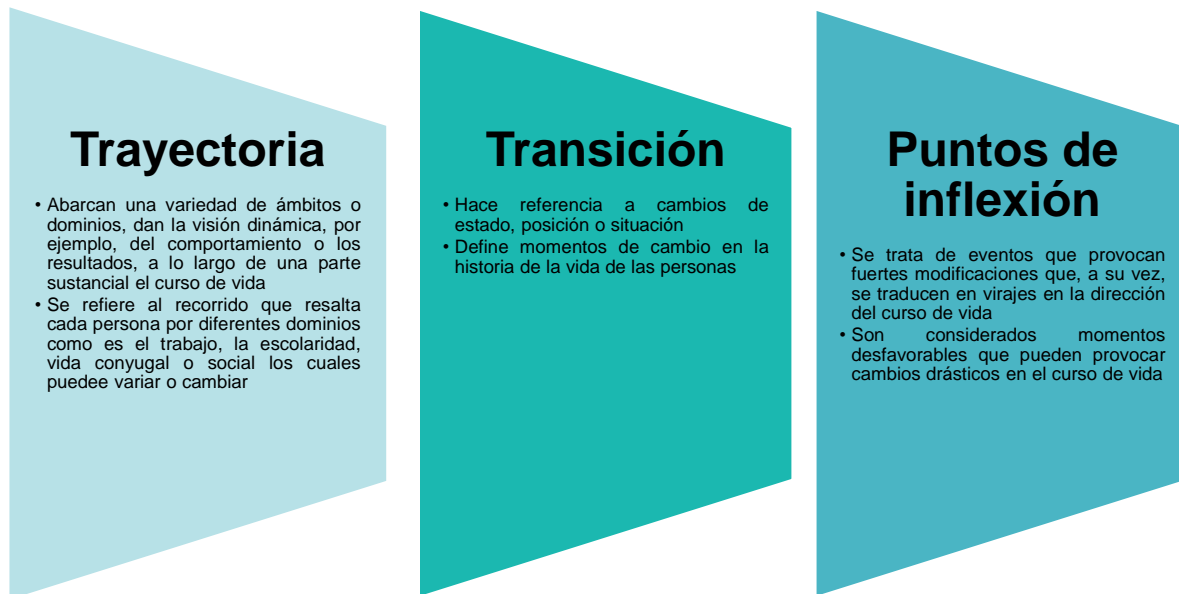 Trayectoria
• Abarcan una variedad de ámbitos o
dominios, dan la visión dinámica, por
ejemplo, del comportamiento o los
resultados, a lo largo de una parte
sustancial el curso de vida
• Se refiere al recorrido que resalta
cada persona por diferentes dominios
como es el trabajo, la escolaridad,
vida conyugal o social los cuales
puedee variar o cambiar
Transición
• Hace referencia a cambios de
estado, posición o situación
• Define momentos de cambio en la
historia de la vida de las personas
Puntos de
inflexión
• Se trata de eventos que provocan
fuertes modificaciones que, a su vez,
se traducen en virajes en la dirección
del curso de vida
• Son considerados momentos
desfavorables que pueden provocar
cambios drásticos en el curso de vida